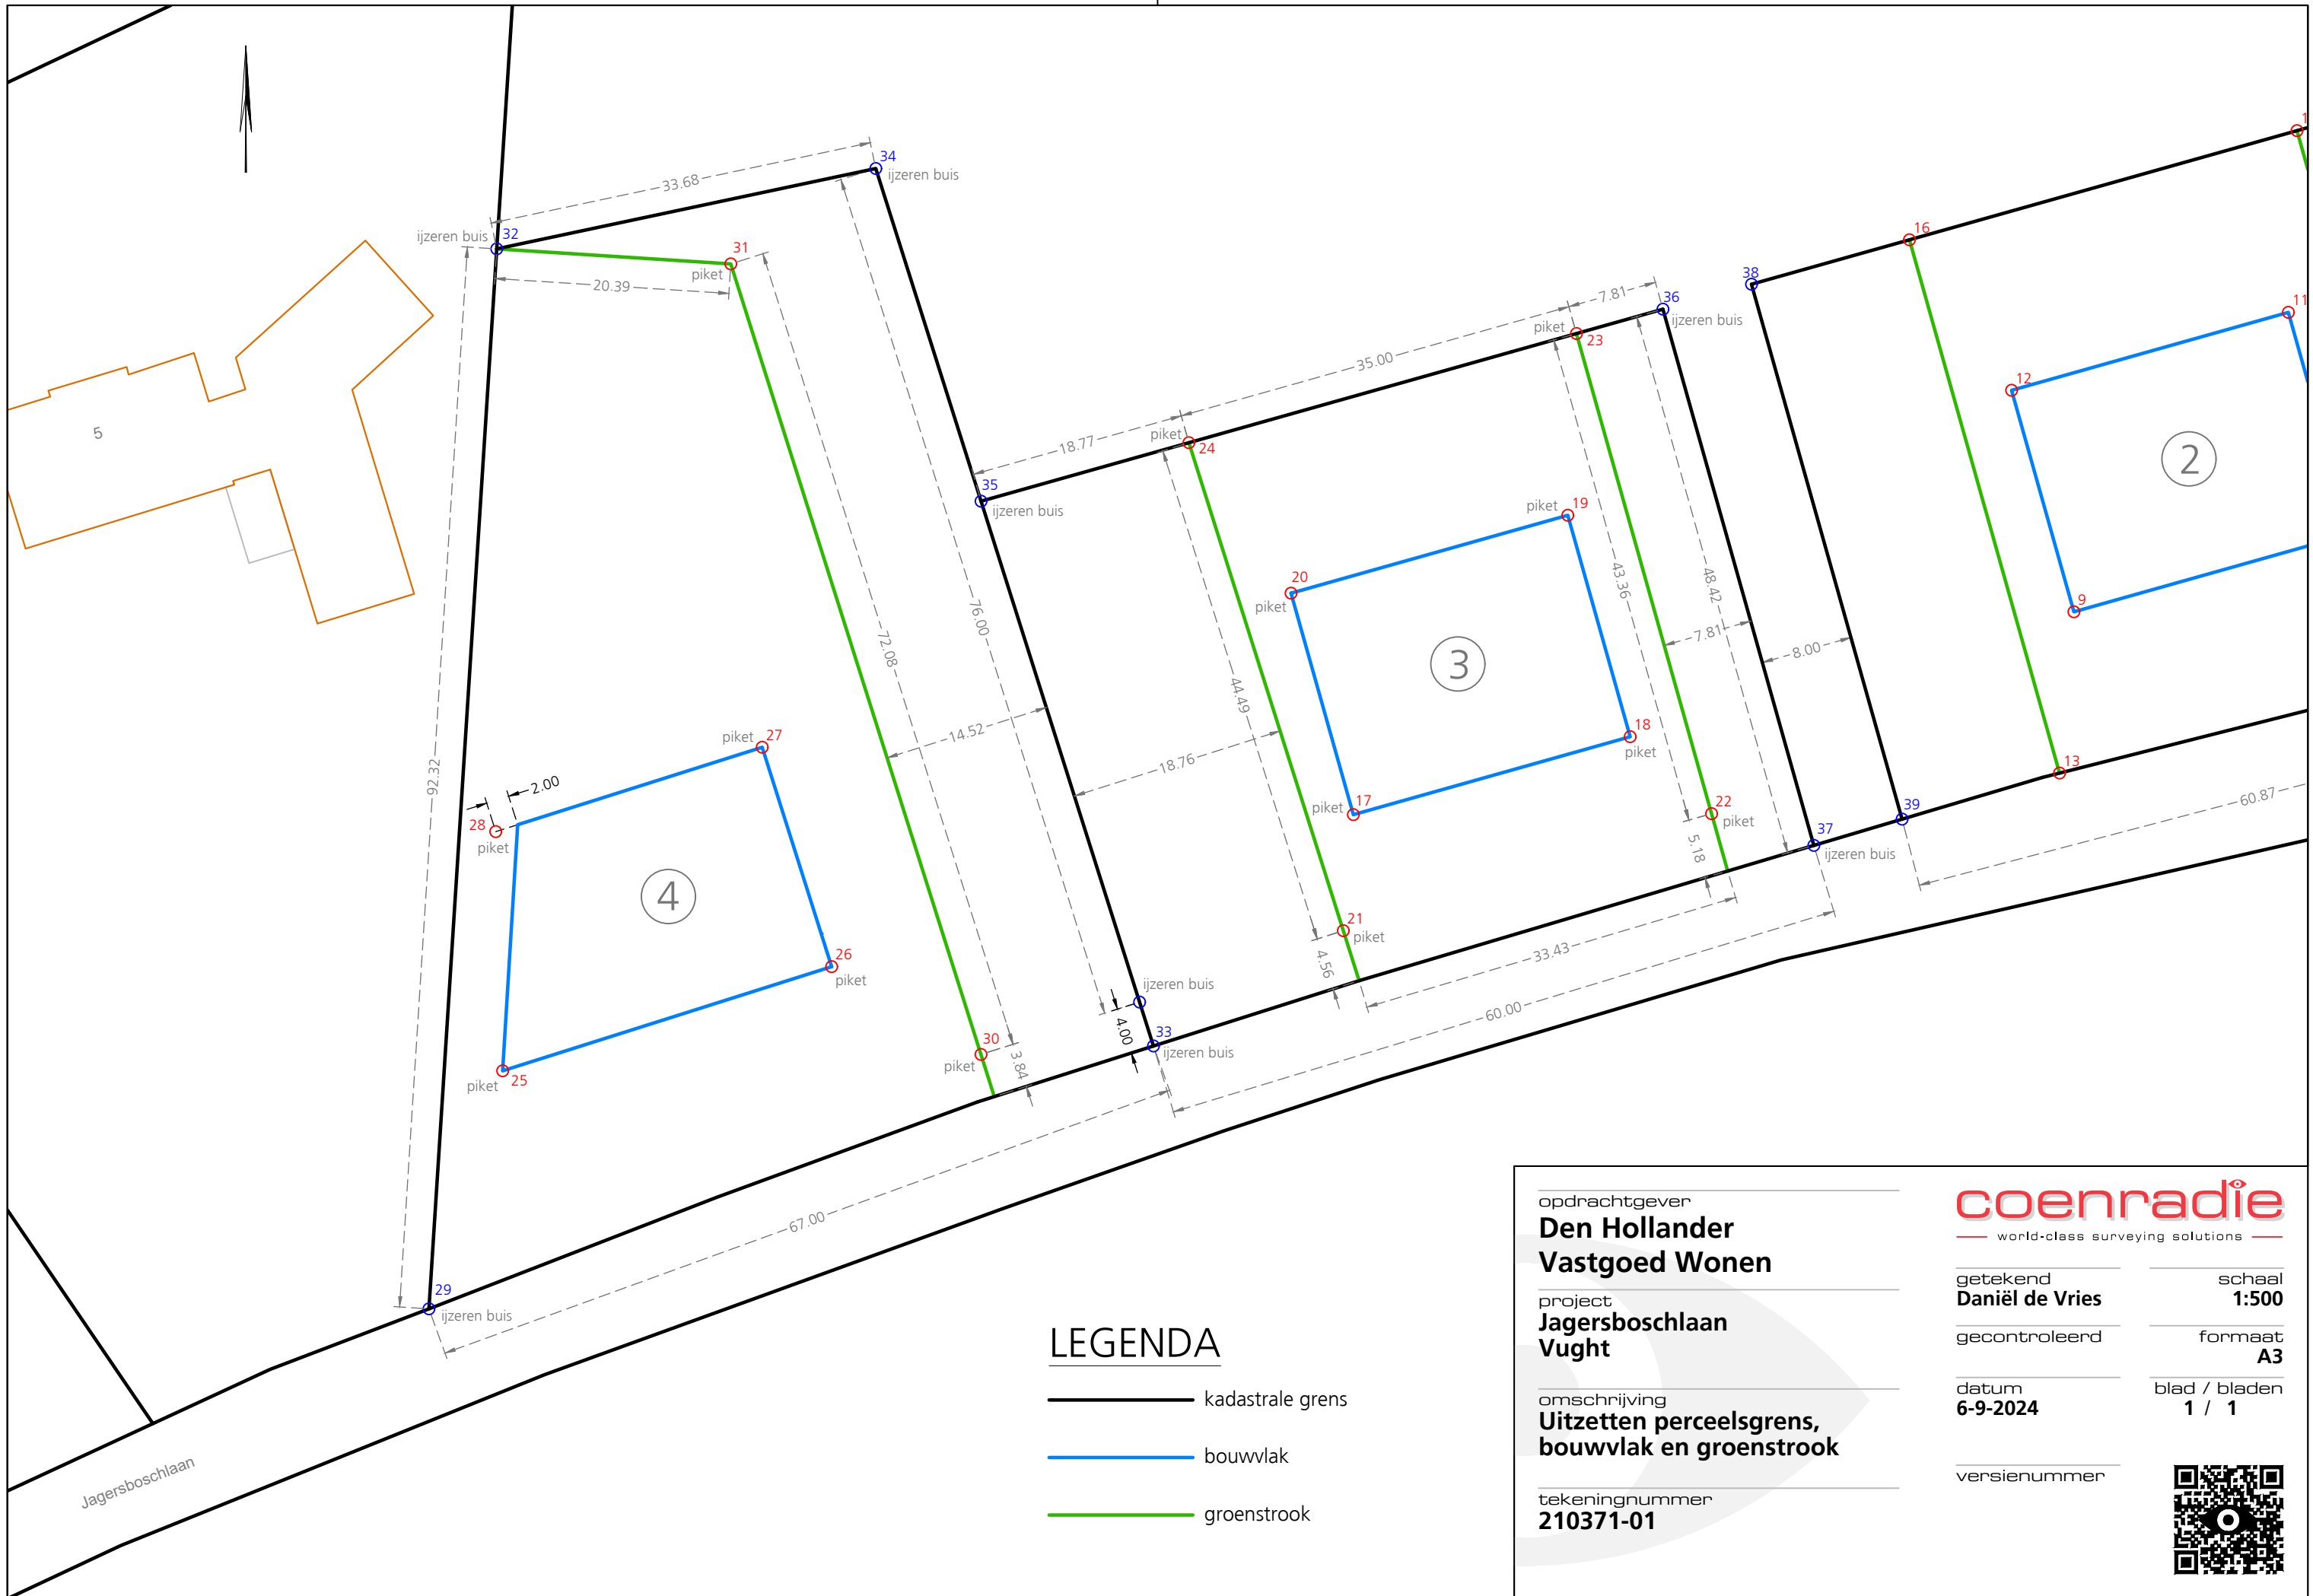 34
33.68
ijzeren buis
ijzeren buis
32
31
piket
20.39
1
16
38
7.81
36
ijzeren buis
piket
23
35.00
11
12
5
18.77
piket
24
35
ijzeren buis
2
piket
19
20
piket
43.36
48.42
76.00
72.08
7.81
8.00
3
44.49
14.52
18.76
92.32
piket
27
2.00
28
piket
18
piket
piket
17
9
13
60.87
39
22
piket
37
ijzeren buis
5.18
4
21
piket
4.56
33.43
26
piket
ijzeren buis
4.00
33
ijzeren buis
60.00
30
piket
3.84
piket
25
67.00
29
ijzeren buis
Jagersboschlaan
LEGENDA
kadastrale grens
bouwvlak
groenstrook
opdrachtgever
Den Hollander
Vastgoed Wonen
project
Jagersboschlaan
Vught
omschrijving
Uitzetten perceelsgrens,
bouwvlak en groenstrook
tekeningnummer
210371-01
coenradie
world-class surveying solutions
getekend
Daniël de Vries
schaal
1:500
gecontroleerd
formaat
A3
datum
6-9-2024
blad / bladen
1 / 1
versienummer